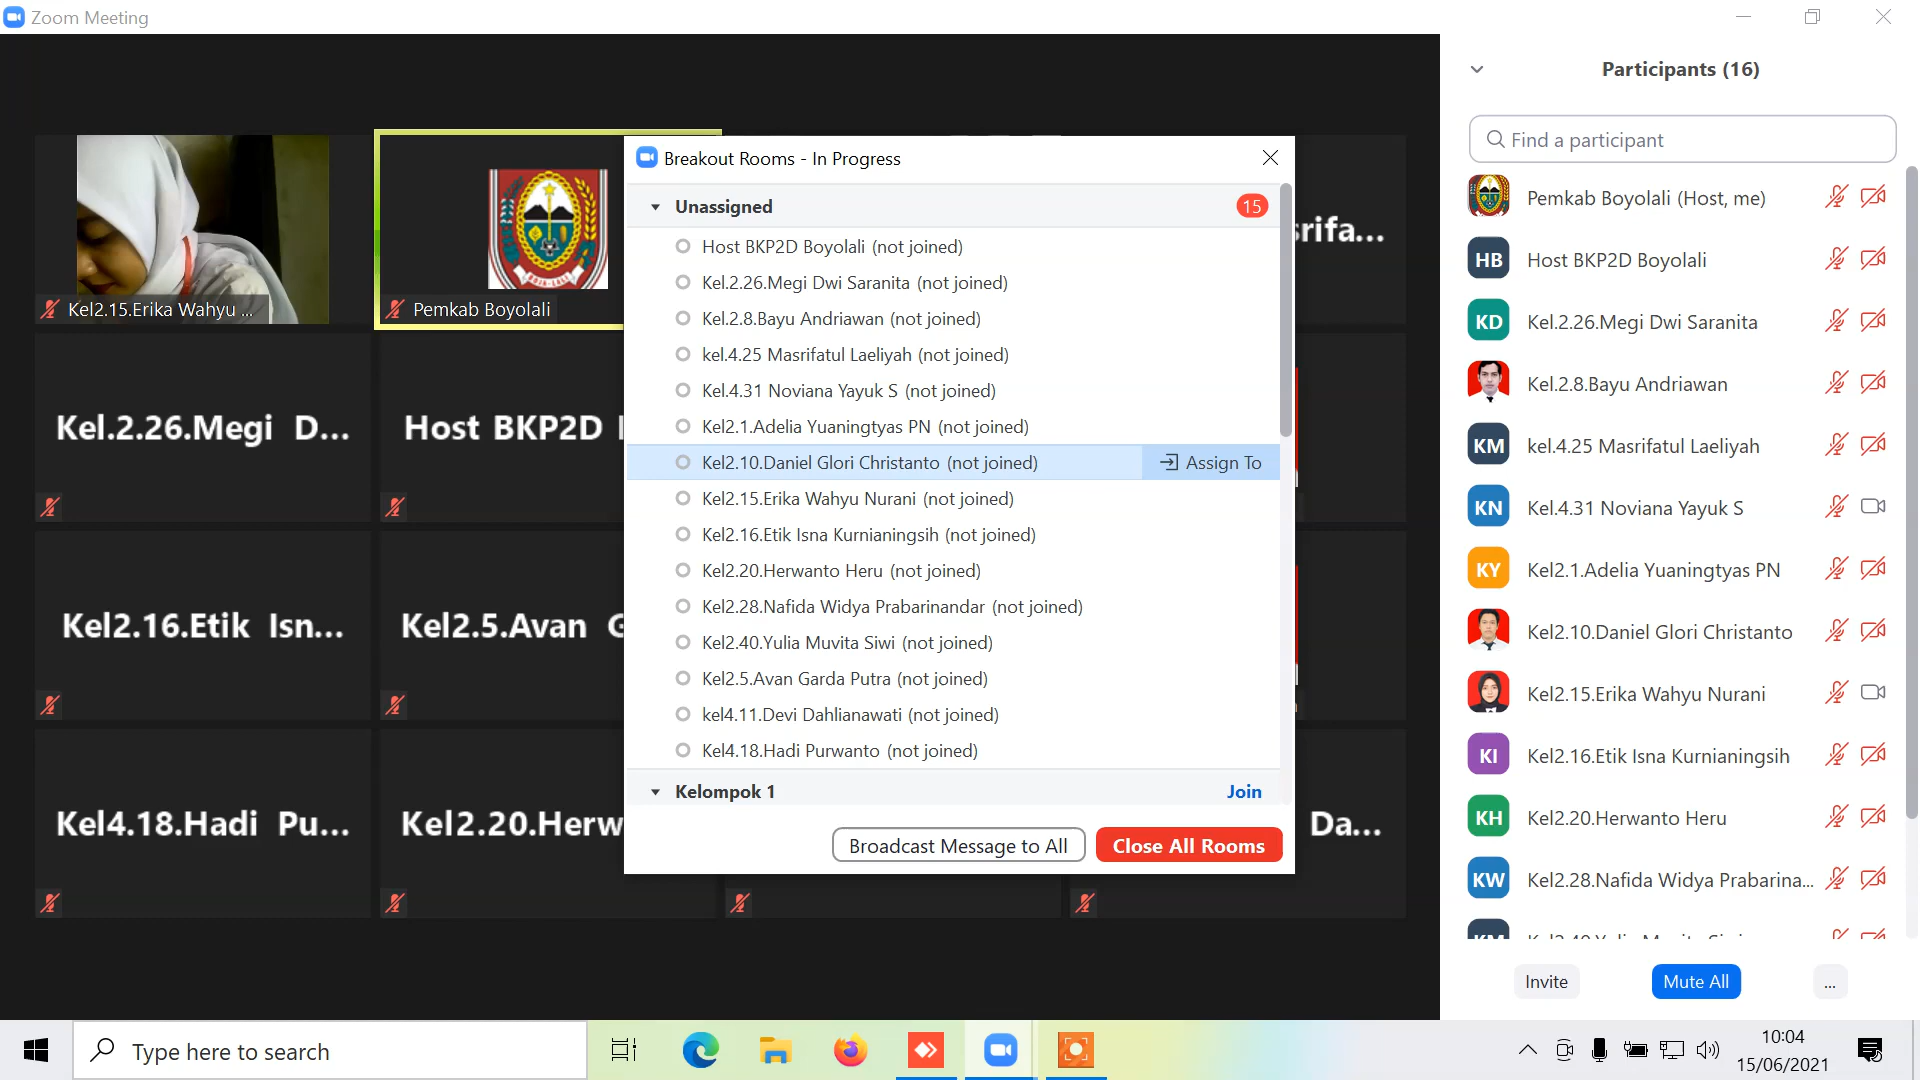 Zoom Meeting
Kel2.15.Erika Wahyu ...
Pemkab Boyolali
srifa...
Kel.2.26.Megi D...
Host BKP2D
Kel2.16.Etik Isn...
Kel2.5.Avan G
Kel4.18.Hadi Pu...
Kel2.20.Herw
Da...
Breakout Rooms - In Progress
Unassigned
15
Host BKP2D Boyolali (not joined)
Kel.2.26.Megi Dwi Saranita (not joined)
Kel.2.8.Bayu Andriawan (not joined)
kel.4.25 Masrifatul Laeliyah (not joined)
Kel.4.31 Noviana Yayuk S (not joined)
Kel2.1.Adelia Yuaningtyas PN (not joined)
Kel2.10.Daniel Glori Christanto (not joined)
Assign To
Kel2.15.Erika Wahyu Nurani (not joined)
Kel2.16.Etik Isna Kurnianingsih (not joined)
Kel2.20.Herwanto Heru (not joined)
Kel2.28.Nafida Widya Prabarinandar (not joined)
Kel2.40.Yulia Muvita Siwi (not joined)
Kel2.5.Avan Garda Putra (not joined)
kel4.11.Devi Dahlianawati (not joined)
Kel4.18.Hadi Purwanto (not joined)
Kelompok 1
Join
Broadcast Message to All
Close All Rooms
Participants (16)
Find a participant
Pemkab Boyolali (Host, me)
HB Host BKP2D Boyolali
KD Kel.2.26.Megi Dwi Saranita
Kel.2.8.Bayu Andriawan
KM kel.4.25 Masrifatul Laeliyah
KN Kel.4.31 Noviana Yayuk S
KY Kel2.1.Adelia Yuaningtyas PN
Kel2.10.Daniel Glori Christanto
Kel2.15.Erika Wahyu Nurani
KI Kel2.16.Etik Isna Kurnianingsih
KH Kel2.20.Herwanto Heru
KW Kel2.28.Nafida Widya Prabarina...
Invite
Mute All
...
Type here to search
10:04
15/06/2021